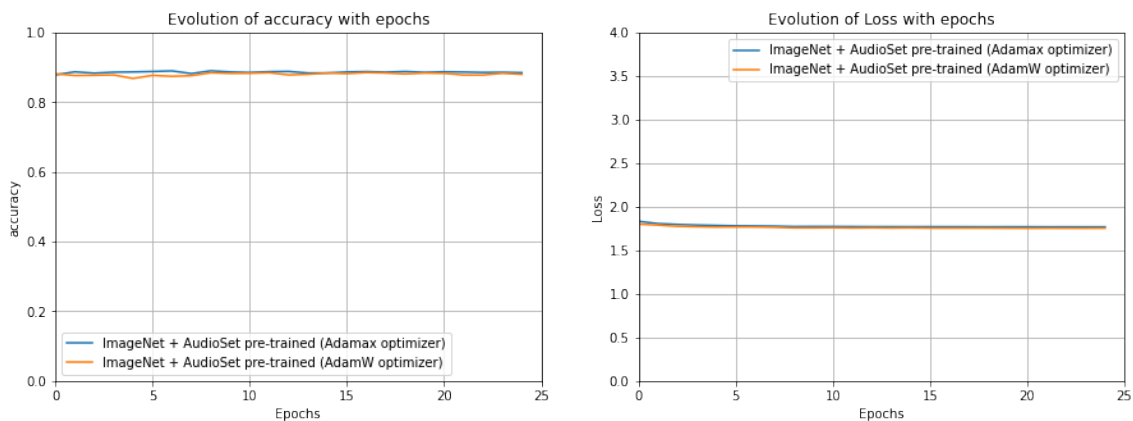 Evolution of accuracy with epochs
1.0
0.8
0.6
0.4
0.2
0.0
accuracy
ImageNet + AudioSet pre-trained (Adamax optimizer)
ImageNet + AudioSet pre-trained (AdamW optimizer)
0 5 10 15 20 25
Epochs
Evolution of Loss with epochs
4.0
3.5
3.0
2.5
2.0
1.5
1.0
0.5
0.0
Loss
ImageNet + AudioSet pre-trained (Adamax optimizer)
ImageNet + AudioSet pre-trained (AdamW optimizer)
0 5 10 15 20 25
Epochs